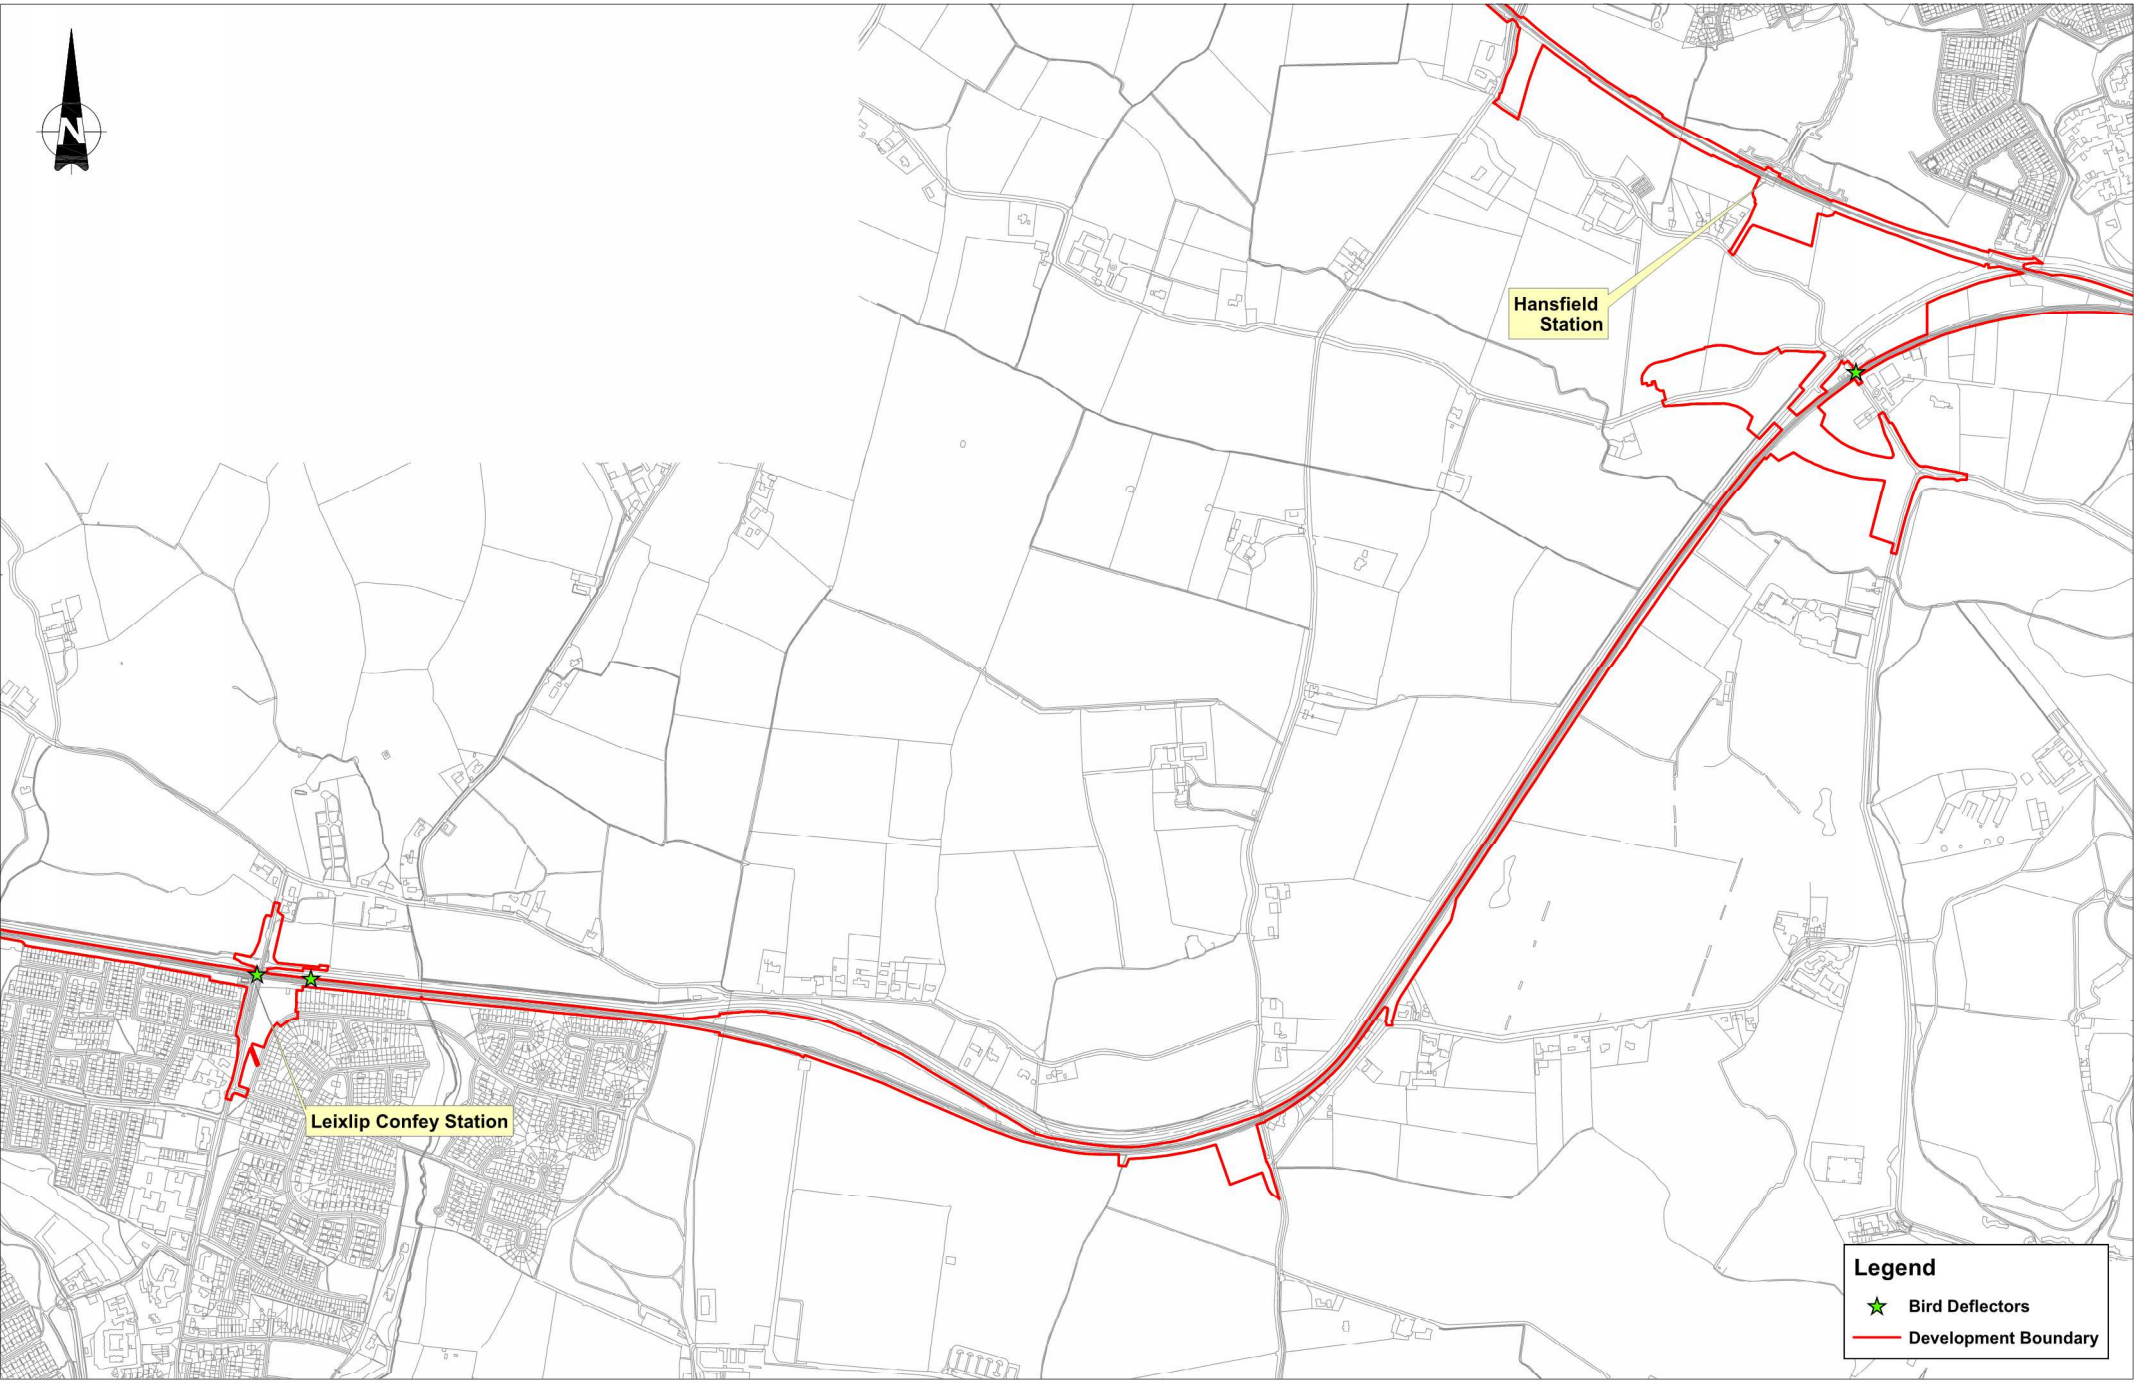 N
Hansfield
Station
Leixlip Confey Station
Legend
Bird Deflectors
Development Boundary